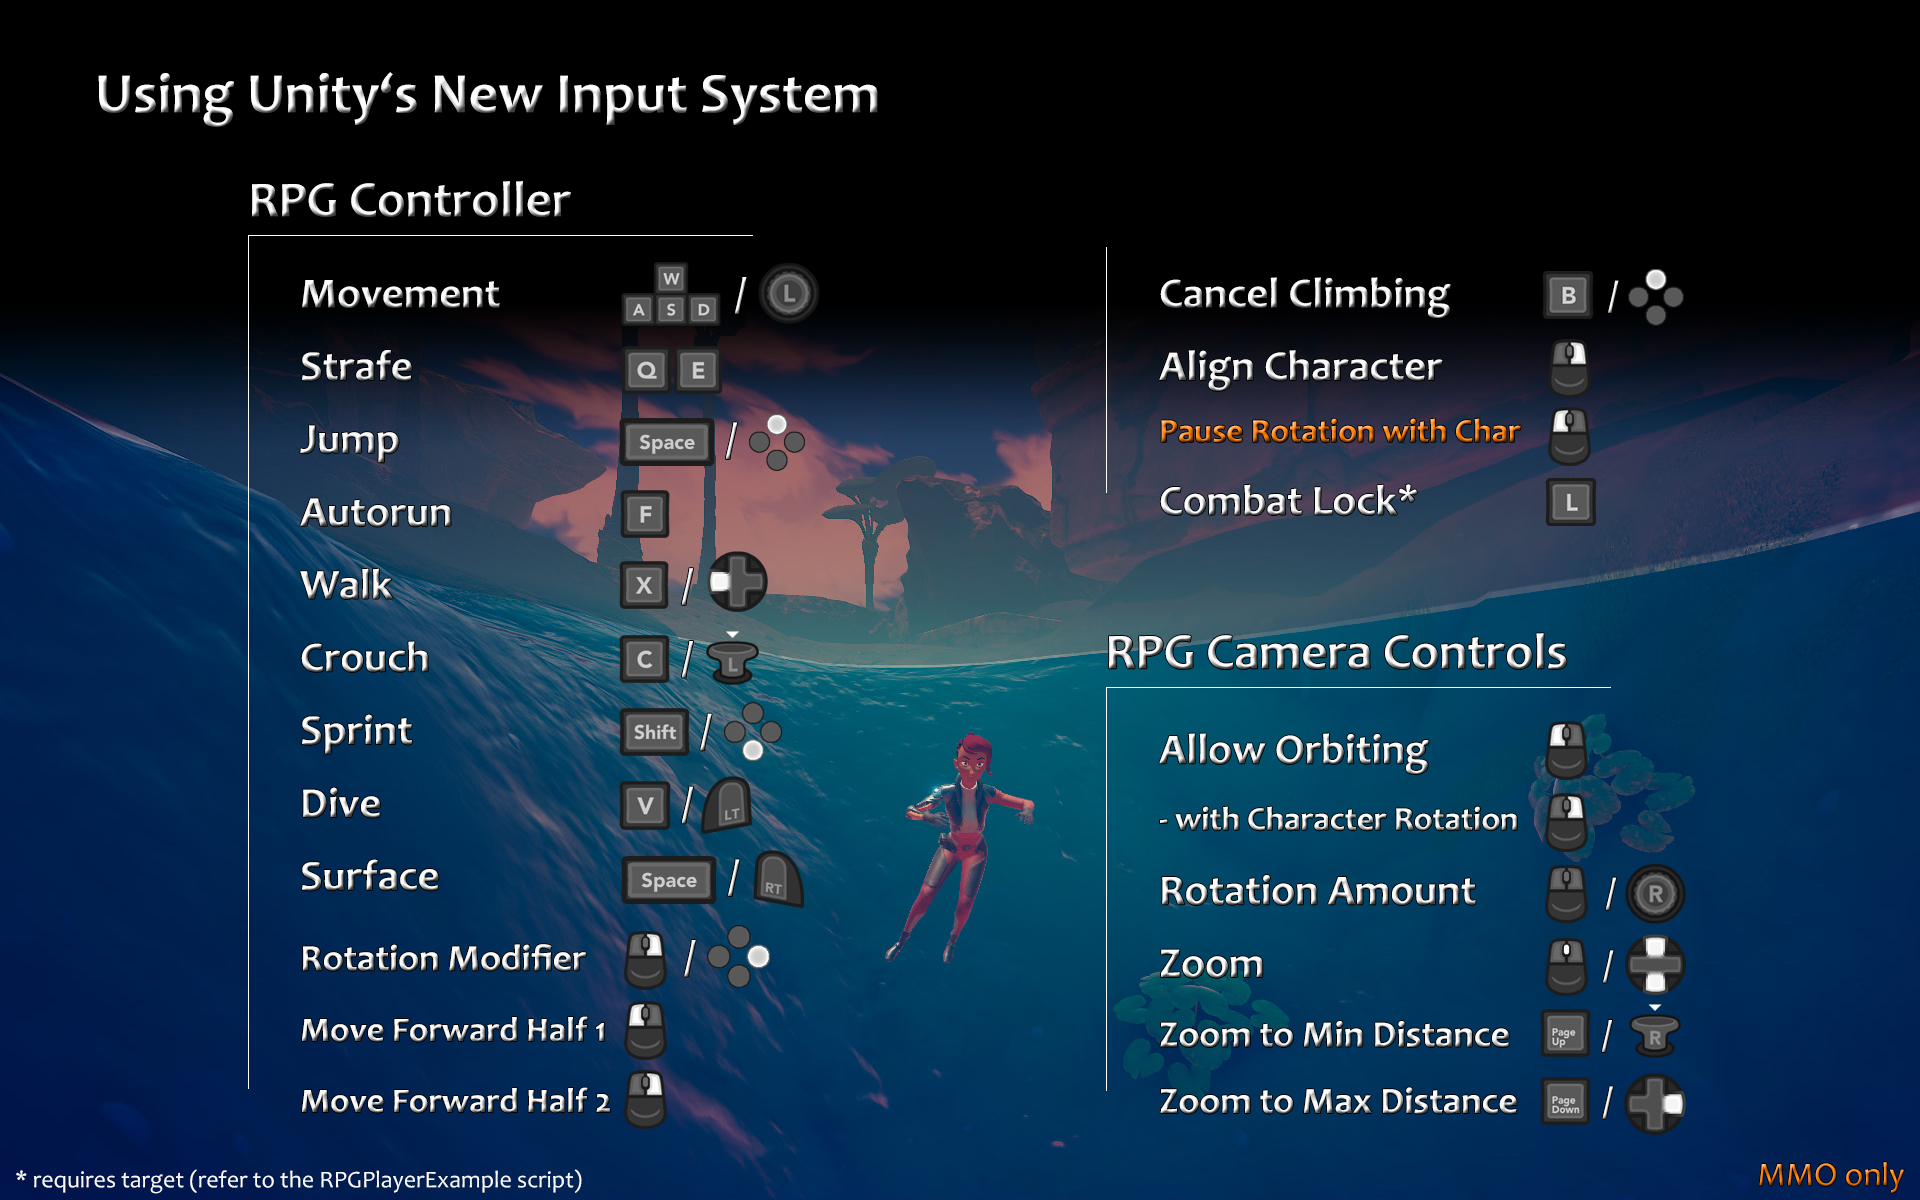 Using Unity‘s New Input System
RPG Controller
Movement W A S D / L
Strafe Q E
Jump Space /
Autorun F
Walk X /
Crouch C / L
Sprint Shift /
Dive V / LT
Surface Space / RT
Rotation Modifier /
Move Forward Half 1
Move Forward Half 2
Cancel Climbing B /
Align Character
Pause Rotation with Char
Combat Lock* L
RPG Camera Controls
Allow Orbiting
- with Character Rotation
Rotation Amount / R
Zoom /
Zoom to Min Distance Page Up / R
Zoom to Max Distance Page Down /
* requires target (refer to the RPGPlayerExample script)
MMO only